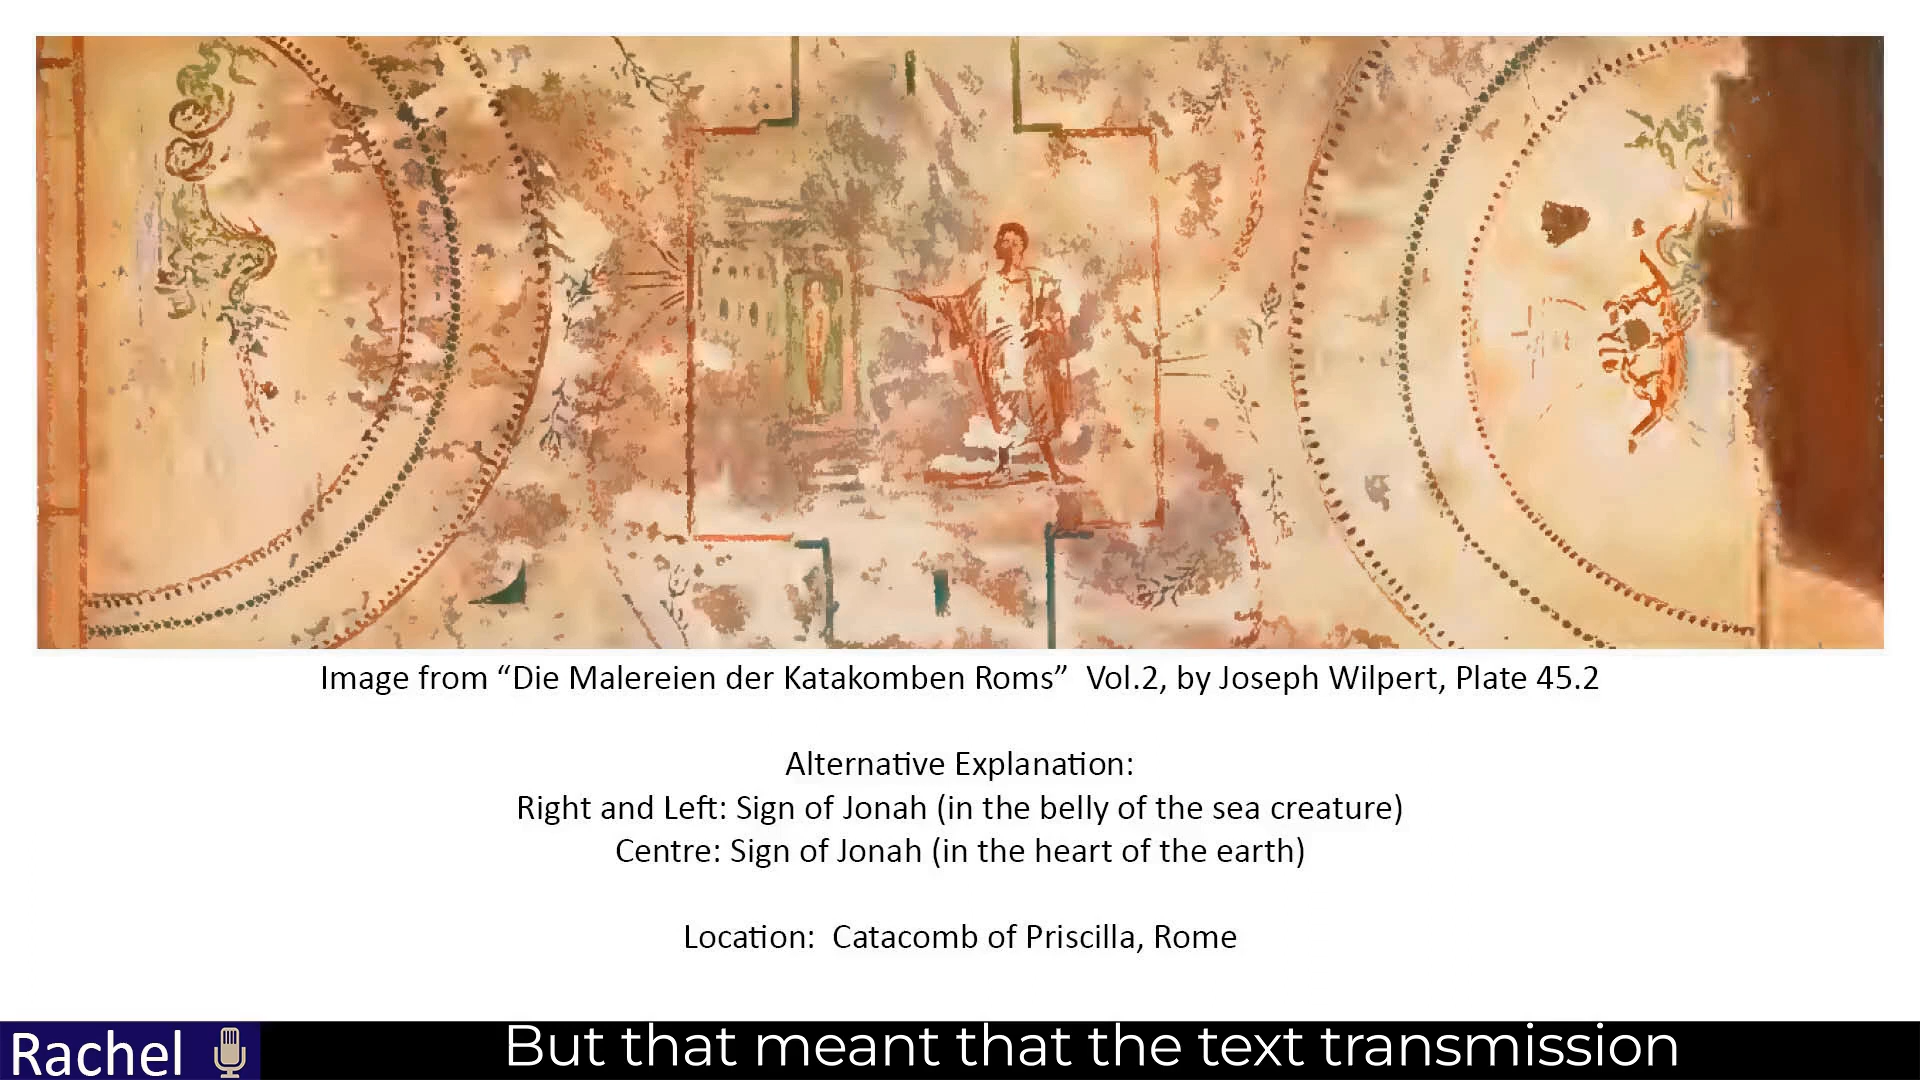 Image from “Die Malereien der Katakomben Roms”  Vol.2, by Joseph Wilpert, Plate 45.2
Alternative Explanation:
Right and Left: Sign of Jonah (in the belly of the sea creature)
Centre: Sign of Jonah (in the heart of the earth)
Location:  Catacomb of Priscilla, Rome
Rachel
But that meant that the text transmission